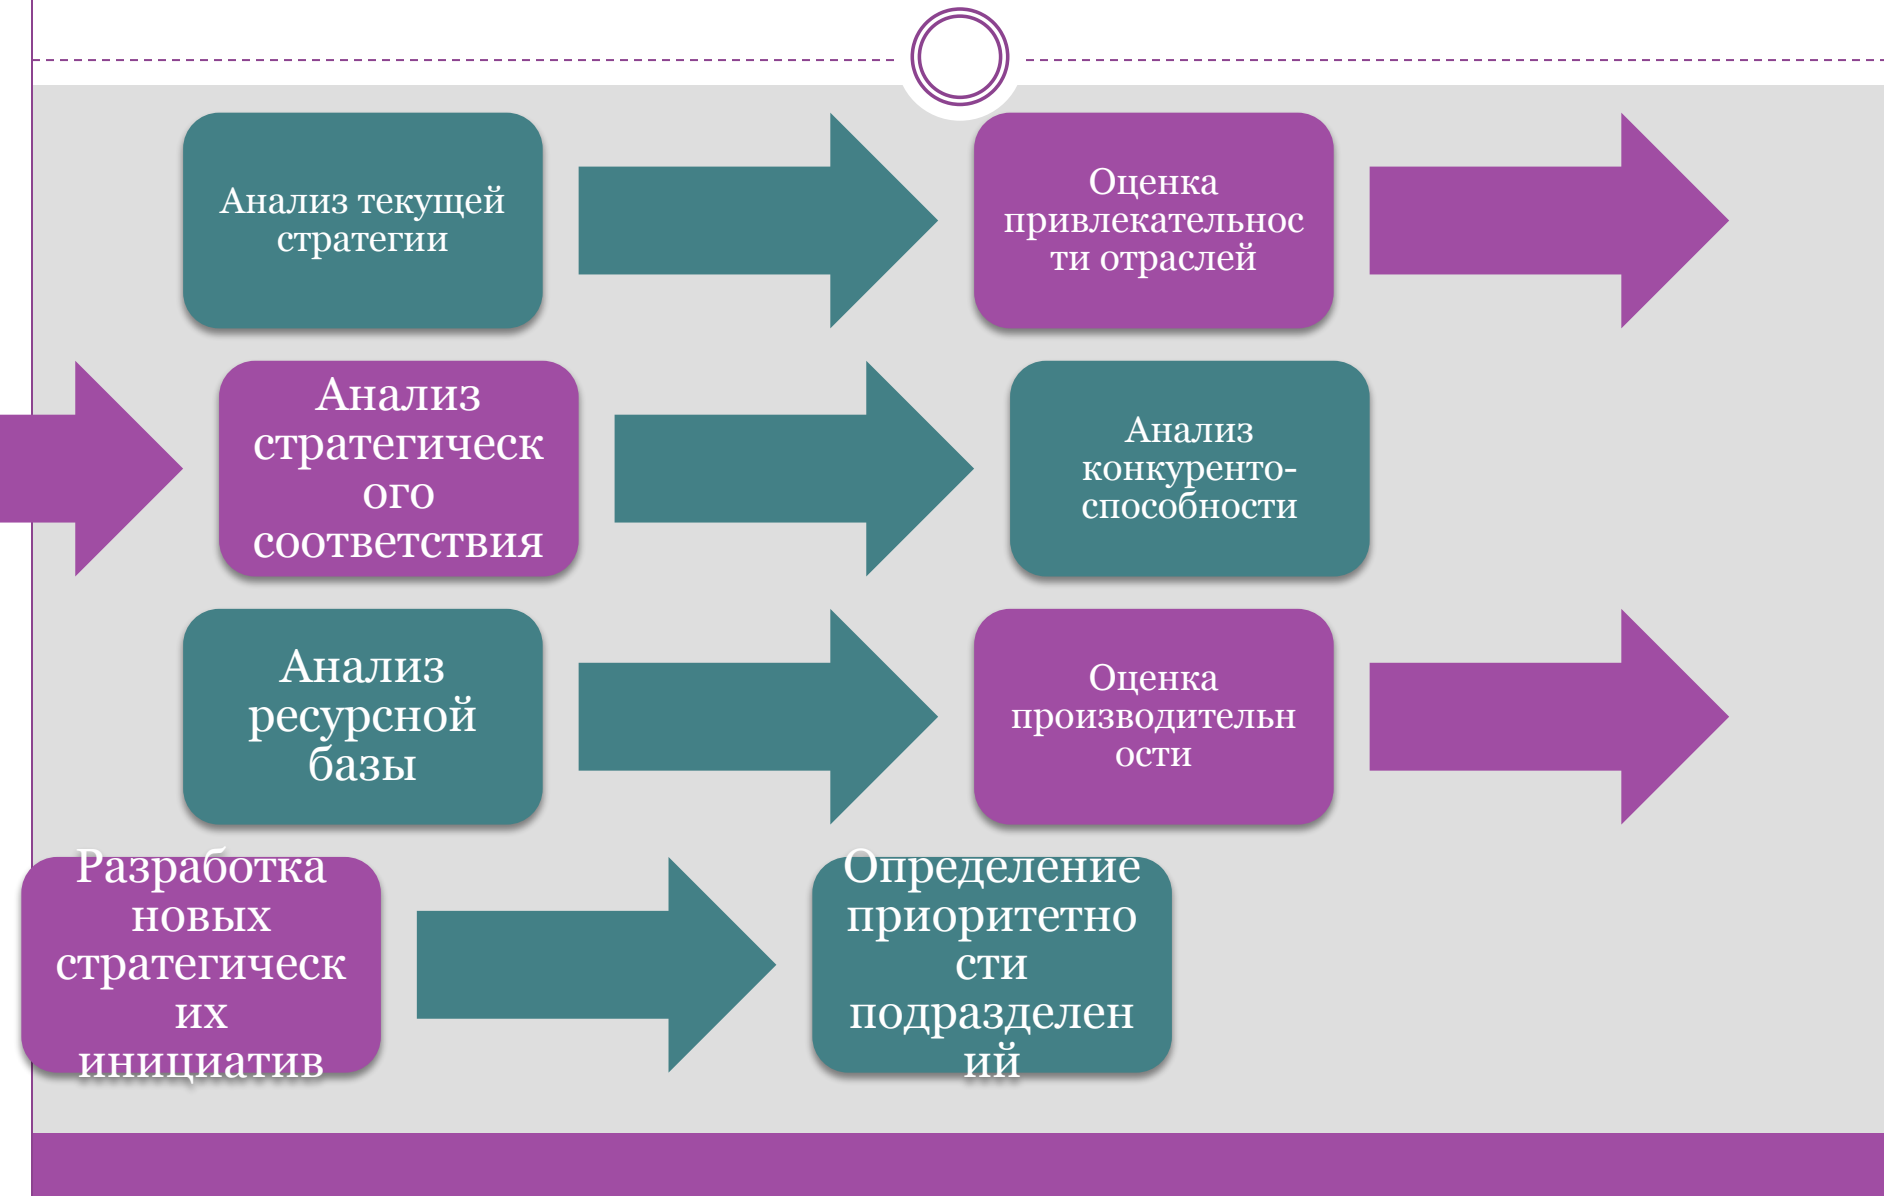 Анализ текущей
стратегии
Оценка
привлекательнос
ти отраслей
Анализ
стратегическ
ого
соответствия
Анализ
конкуренто-
способности
Анализ
ресурсной
базы
Оценка
производительн
ости
Разработка
новых
стратегическ
их
инициатив
Определение
приоритетно
сти
подразделен
ий